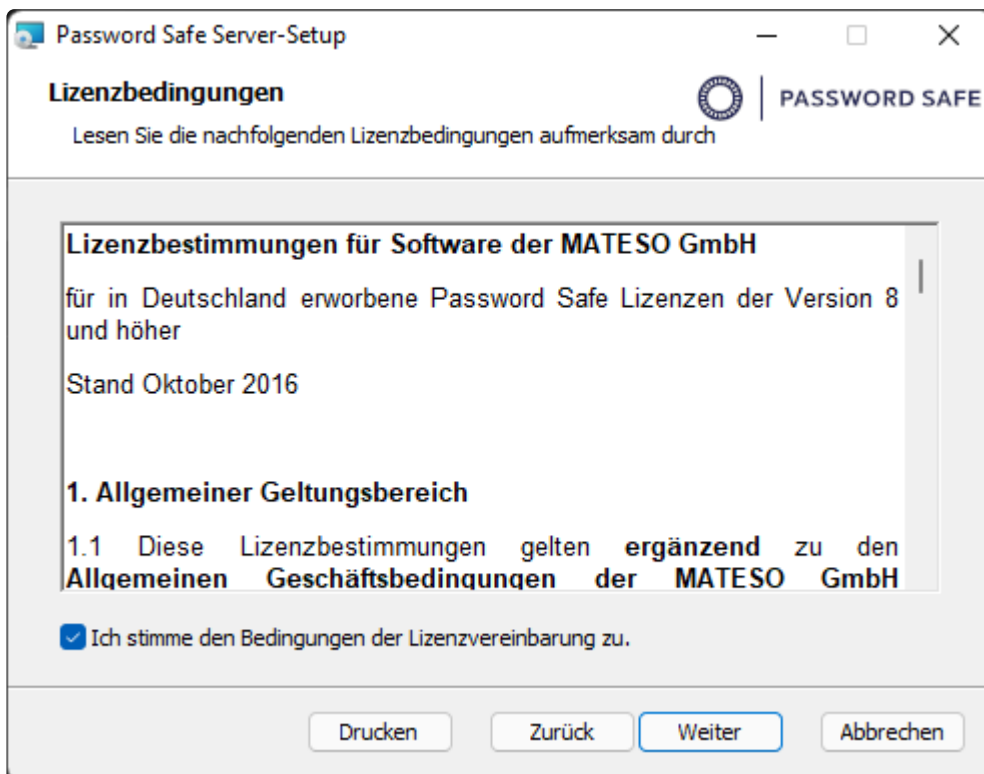 Password Safe Server-Setup
Lizenzbedingungen
PASSWORD SAFE
Lesen Sie die nachfolgenden Lizenzbedingungen aufmerksam durch
Lizenzbestimmungen für Software der MATESO GmbH
für in Deutschland erworbene Password Safe Lizenzen der Version 8
und höher
Stand Oktober 2016
1. Allgemeiner Geltungsbereich
1.1 Diese Lizenzbestimmungen gelten ergänzend zu den
Allgemeinen Geschäftsbedingungen der MATESO GmbH
Ich stimme den Bedingungen der Lizenzvereinbarung zu.
Drucken Zurück Weiter Abbrechen